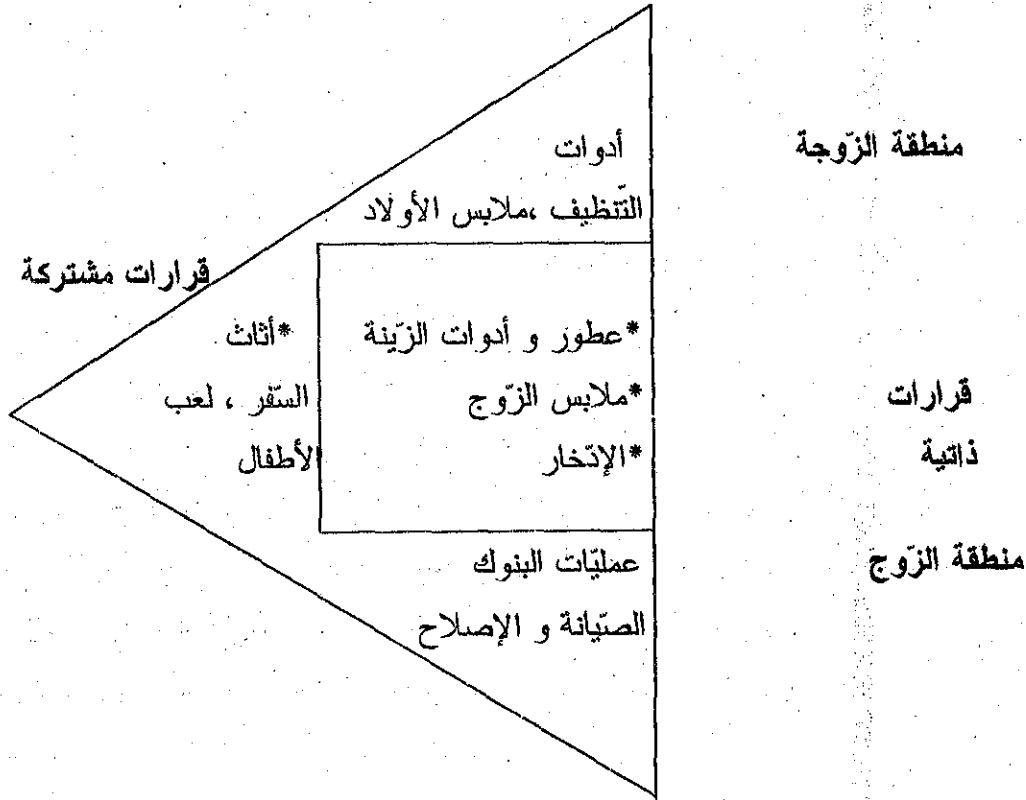 أدوات
منطقة الزّوجة
التّنظيف ،ملابس الأولاد
قرارات مشتركة
*عطور و أدوات الزّينة
*أثاث
قرارات
*ملابس الزّوج
السّفر ، لعب
ذاتية
*الإدّخار
الأطفال
منطقة الزّوج
عمليّات البنوك
الصّيانة و الإصلاح